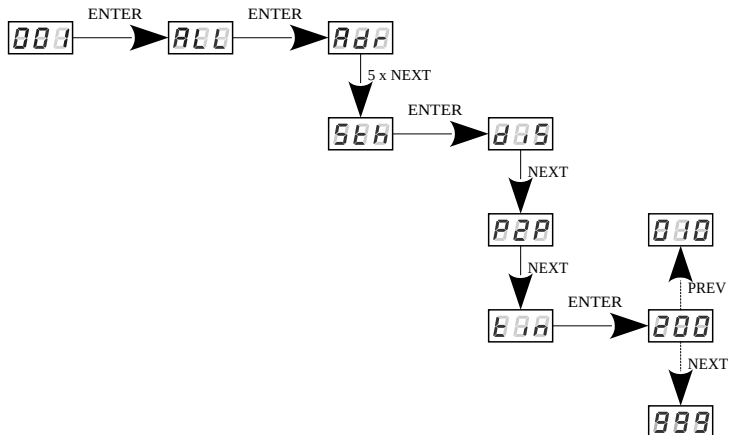 ENTER
ENTER
001
ALL
Adr
5 x NEXT
ENTER
Sth
diS
NEXT
P2P
010
NEXT
PREV
ENTER
tin
200
NEXT
999